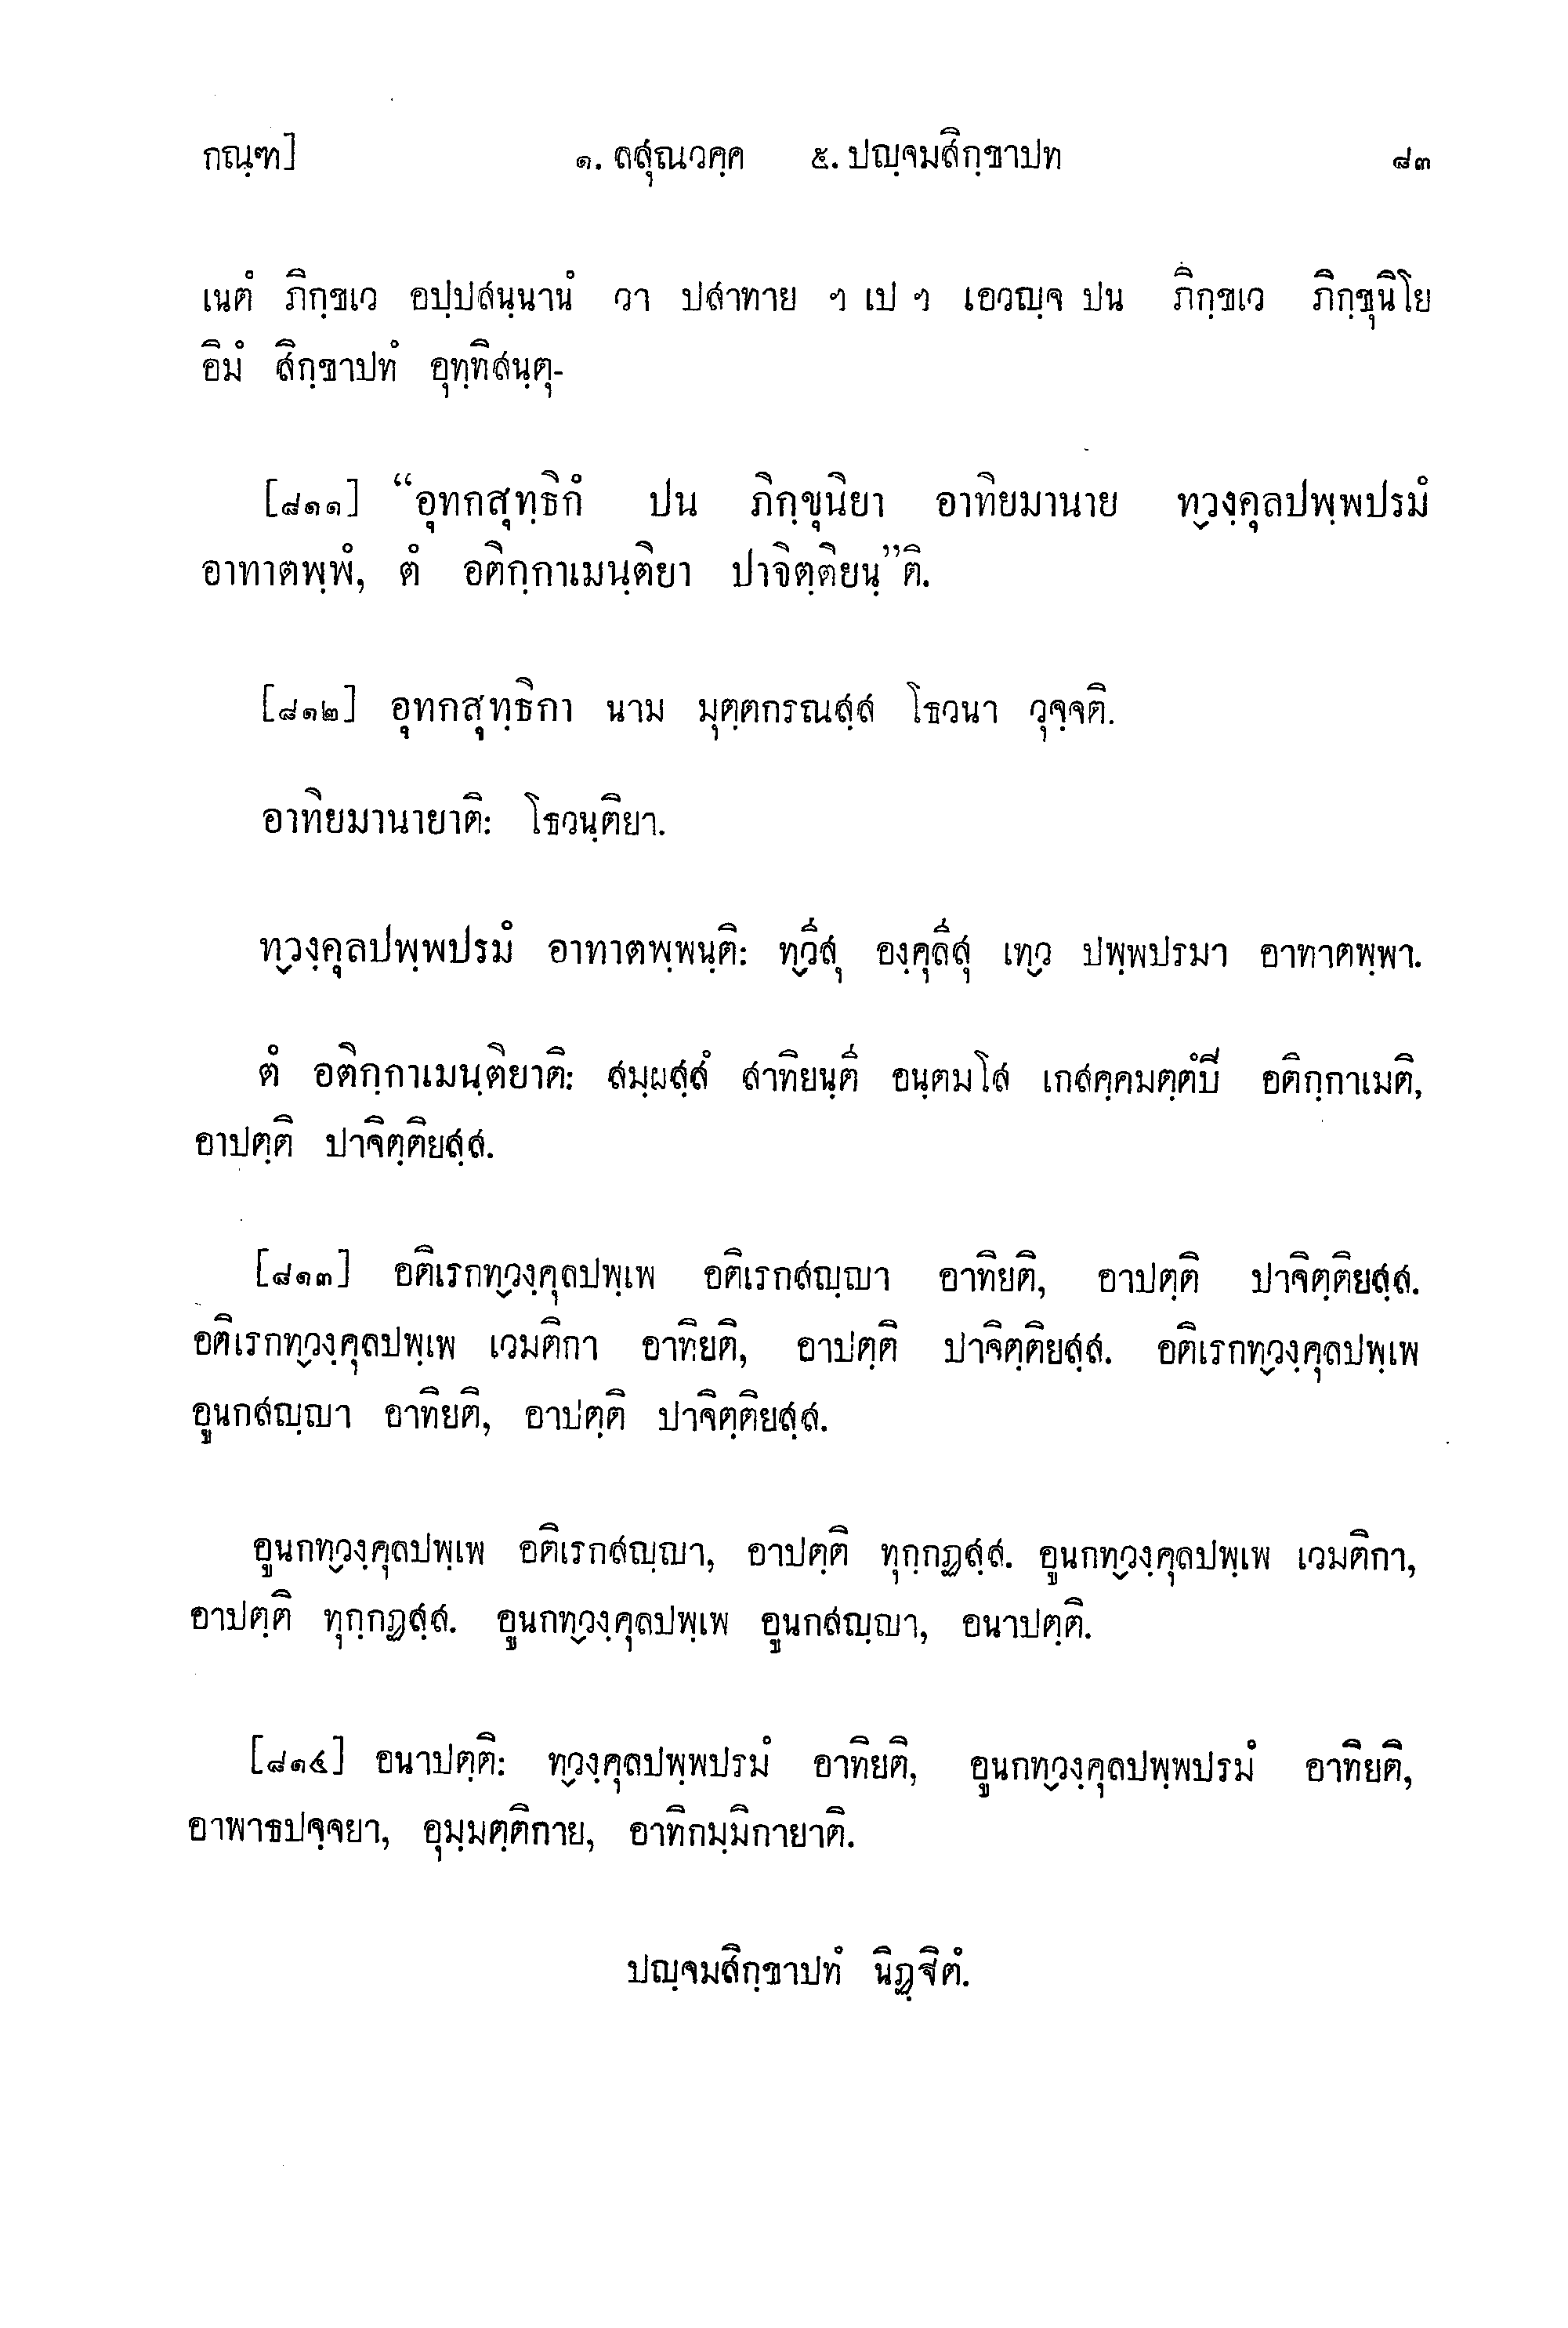 กณฺฑ] ๑. ลสุณวคฺค ๕. ปญฺจมสิกฺขาปท ๘๓
เนตํ ภิกฺขเว อปฺปสนฺนานํ วา ปสาทาย ฯ เป ฯ เอวญฺจ ปน ภิกฺขเว ภิกฺขุนิโย
อิมํ สิกฺขาปทํ อุทฺทิสนฺตุ-
[๘๑๑] “อุทกสุทฺธิกํ ปน ภิกฺขุนิยา อาทิยมานาย ทฺวงฺคุลปพฺพปรมํ
อาทาตพฺพํ, ตํ อติกฺกาเมนฺติยา ปาจิตฺติยนฺ”ติ.
[๘๑๒] อุทกสุทฺธิกา นาม มุตฺตกรณสฺส โธวนา วุจฺจติ.
อาทิยมานายาติ: โธวนฺติยา.
ทฺวงฺคุลปพฺพปรมํ อาทาตพฺพนฺติ: ทฺวีสุ องฺคุลีสุ เทฺว ปพฺพปรมา อาทาตพฺพา.
ตํ อติกฺกาเมนฺติยาติ: สมฺผสฺสํ สาทิยนฺตี อนฺตมโส เกสคฺคมตฺตํปี อติกฺกาเมติ,
อาปตฺติ ปาจิตฺติยสฺส.
[๘๑๓] อติเรกทฺวงฺคุลปพฺเพ อติเรกสญฺญา อาทิยติ, อาปตฺติ ปาจิตฺติยสฺส.
อติเรกทฺวงฺคุลปพฺเพ เวมติกา อาทิยติ, อาปตฺติ ปาจิตฺติยสฺส. อติเรกทฺวงฺคุลปพฺเพ
อูนกสญฺญา อาทิยติ, อาปตฺติ ปาจิตฺติยสฺส.
อูนกทฺวงฺคุลปพฺเพ อติเรกสญฺญา, อาปตฺติ ทุกฺกฏสฺส. อูนกทฺวงฺคุลปพฺเพ เวมติกา,
อาปตฺติ ทุกฺกฏสฺส. อูนกทฺวงฺคุลปพฺเพ อูนกสญฺญา, อนาปตฺติ.
[๘๑๔] อนาปตฺติ: ทฺวงฺคุลปพฺพปรมํ อาทิยติ, อูนกทฺวงฺคุลปพฺพปรมํ อาทิยติ,
อาพาธปจฺจยา, อุมฺมตฺติกาย, อาทิกมฺมิกายาติ.
ปญฺจมสิกฺขาปทํ นิฏฺฐิตํ.